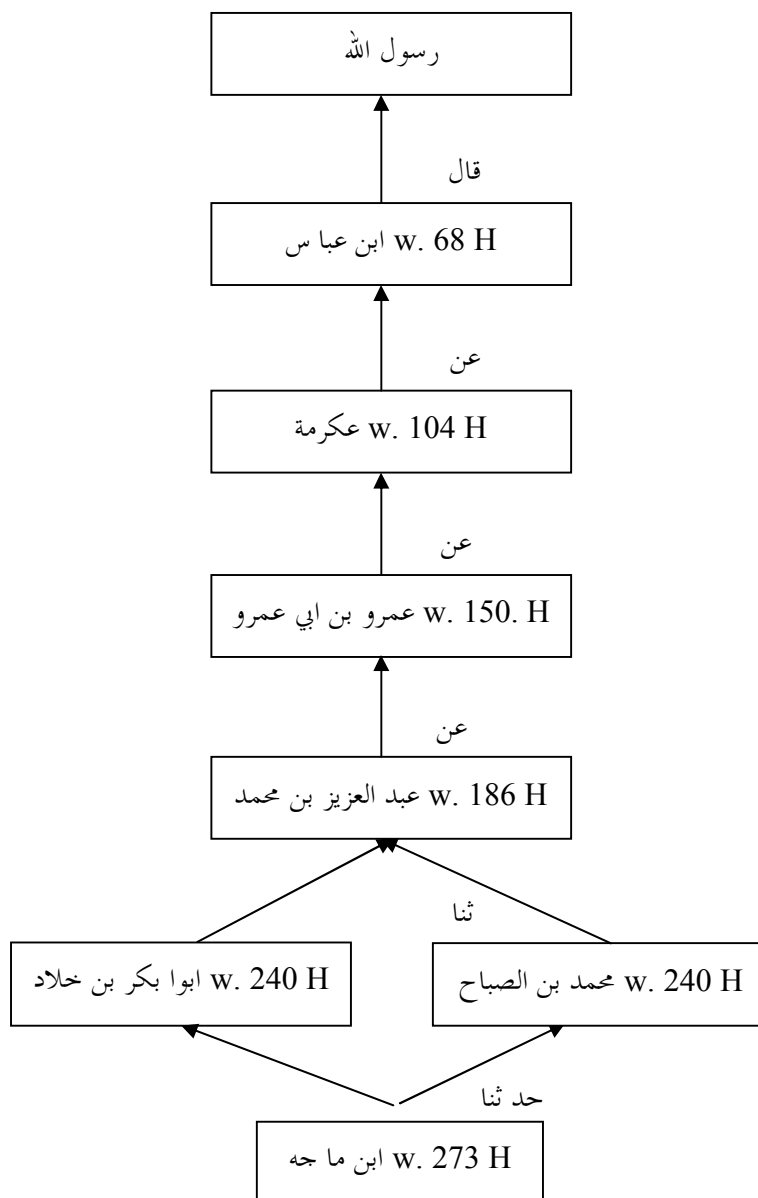 رسول الله
قال
w. 68 H ابن عبا س
عن
w. 104 H عكرمة
عن
w. 150. H عمرو بن ابي عمرو
عن
w. 186 H عبد العزيز بن محمد
ثنا
w. 240 H ابوا بكر بن خلاد
w. 240 H محمد بن الصباح
حد ثنا
w. 273 H ابن ما جه